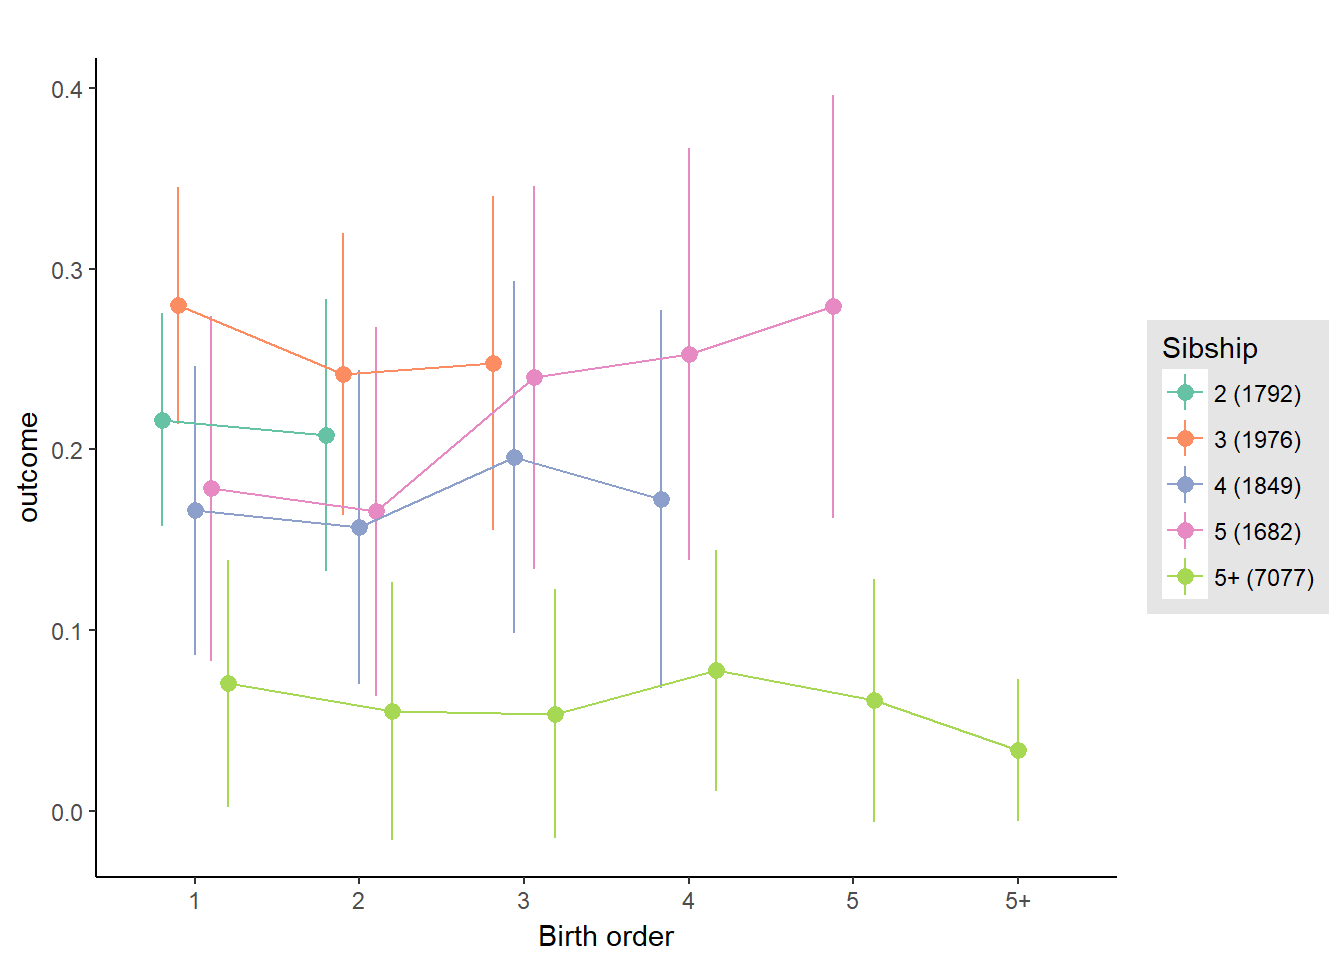 0.4
0.3
0.2
0.1
0.0
outcome
1 2 3 4 5 5+
Birth order
Sibship
2 (1792)
3 (1976)
4 (1849)
5 (1682)
5+ (7077)